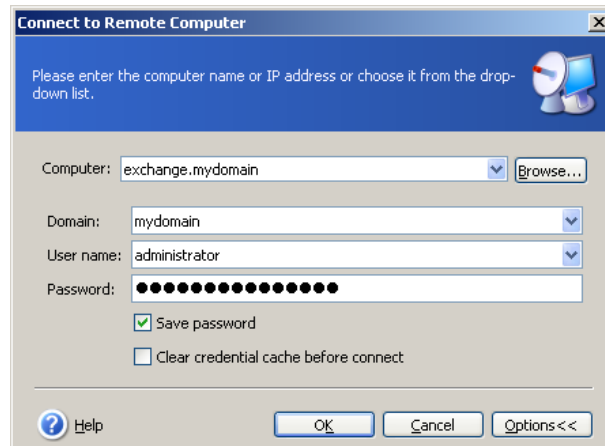 Connect to Remote Computer
Please enter the computer name or IP address or choose it from the drop-
down list.
Computer: exchange.mydomain Browse...
Domain: mydomain
User name: administrator
Password: ●●●●●●●●●●●●●●●
Save password
Clear credential cache before connect
Help OK Cancel Options<<